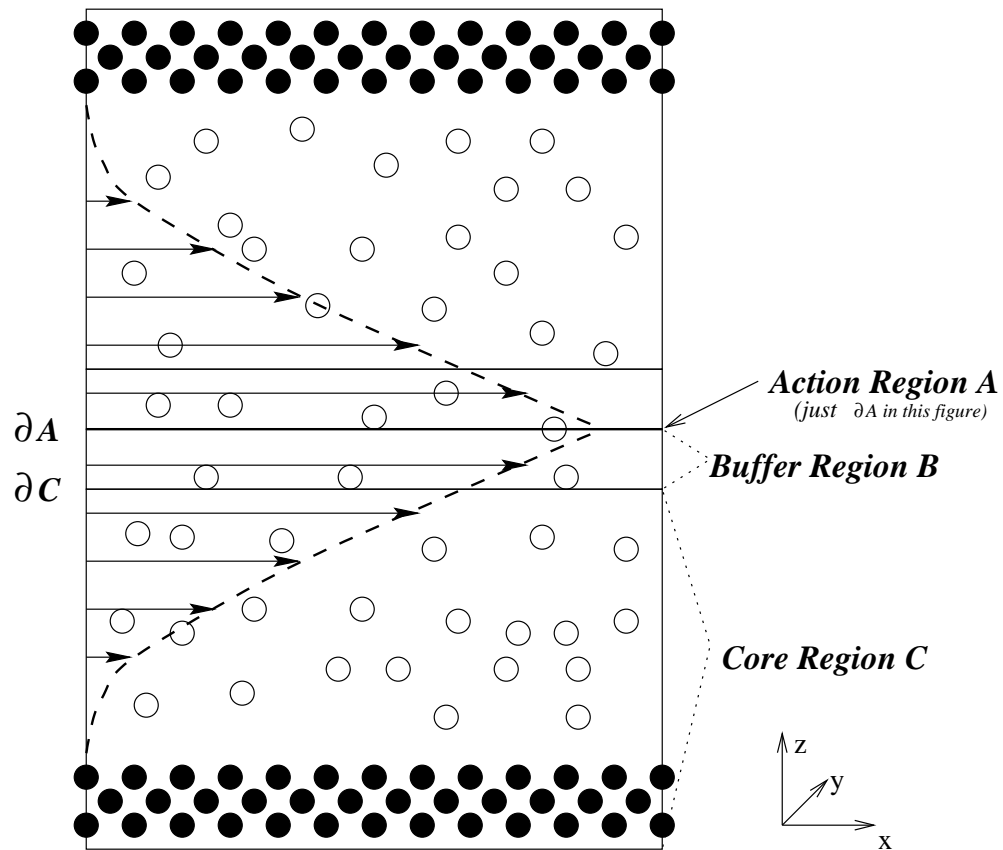 Action Region A
(just ∂A in this figure)
∂A
Buffer Region B
∂C
Core Region C
z
y
x